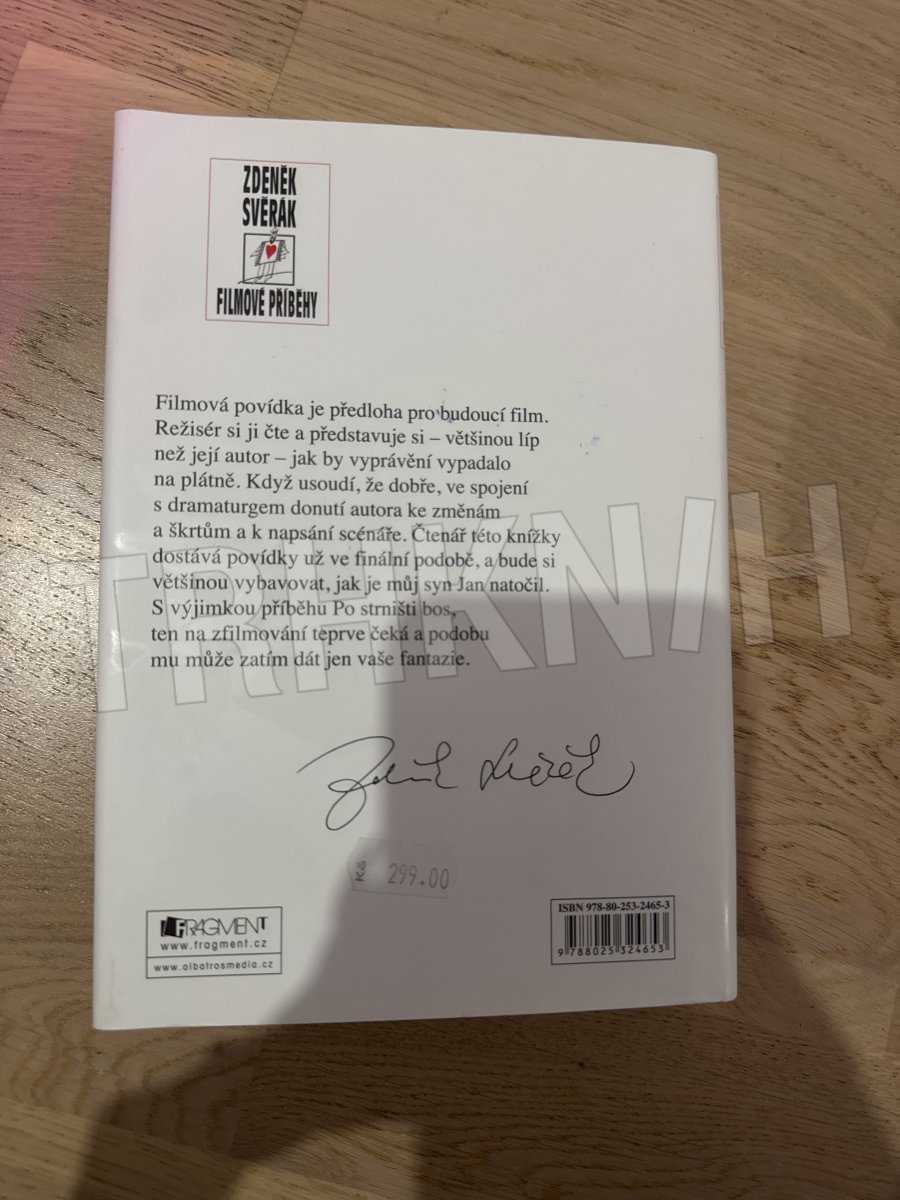 ZDENĚK
SVĚRÁK
FILMOVÉ PŘÍBĚHY
Filmová povídka je předloha pro budoucí film.
Režisér si ji čte a představuje si – většinou líp
než její autor – jak by vyprávění vypadalo
na plátně. Když usoudí, že dobře, ve spojení
s dramaturgem donutí autora ke změnám
a škrtům a k napsání scénáře. Čtenář této knížky
dostává povídky už ve finální podobě, a bude si
většinou vybavovat, jak je můj syn Jan natočil.
S výjimkou příběhu Po strništi bos,
ten na zfilmování teprve čeká a podobu
mu může zatím dát jen vaše fantazie.
Zdeněk Svěrák
Kč 299.00
FRAGMENT
www.fragment.cz
www.albatrosmedia.cz
ISBN 978-80-253-2465-3
9 788025 324653
TRHKNIH